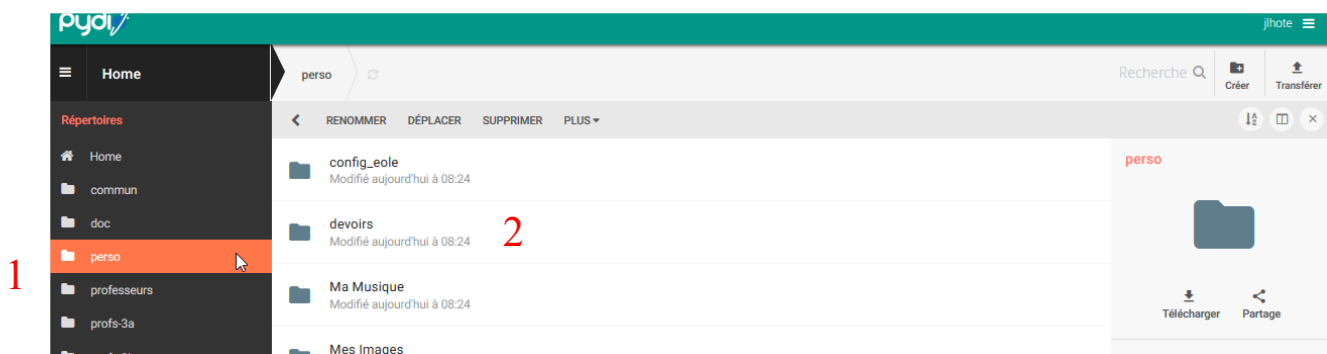 pydi
jlhote
Home
perso
Recherche
Créer
Transférer
Répertoires
RENOMMER DÉPLACER SUPPRIMER PLUS
Home
commun
doc
perso
professeurs
profs-3a
config_eole
Modifié aujourd'hui à 08:24
devoirs
Modifié aujourd'hui à 08:24
Ma Musique
Modifié aujourd'hui à 08:24
Mes Images
perso
Télécharger Partage
1
2